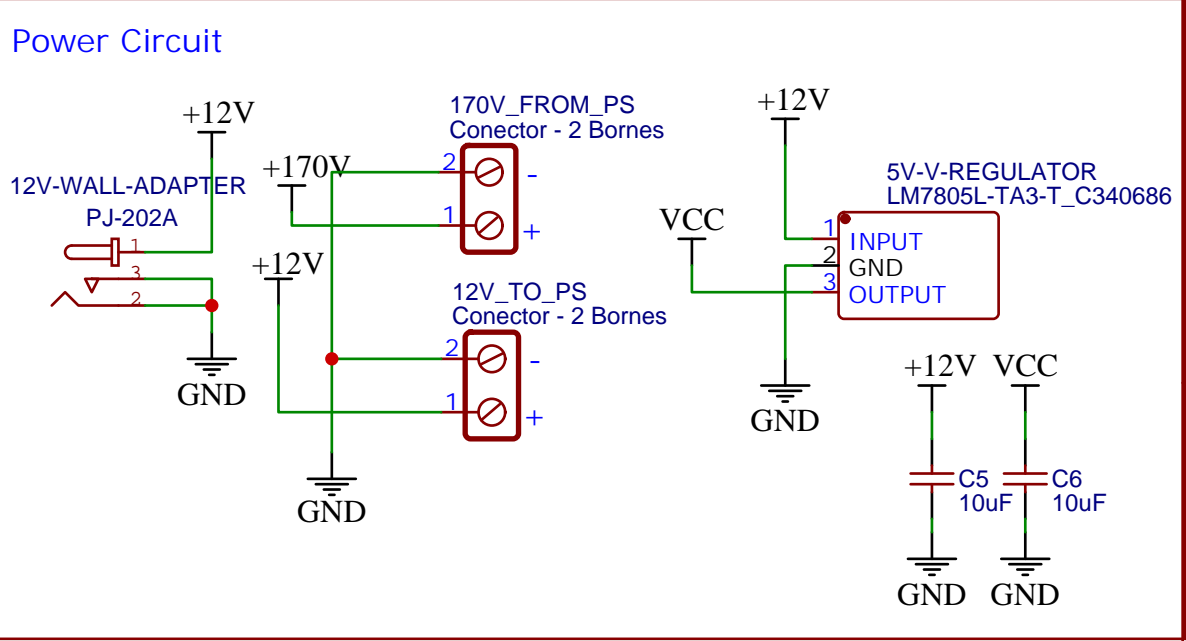 Power Circuit
+12V
12V-WALL-ADAPTER
PJ-202A
1
3
2
GND
+170V
170V_FROM_PS
Conector - 2 Bornes
2
-
1
+
+12V
12V_TO_PS
Conector - 2 Bornes
2
-
1
+
GND
+12V
VCC
5V-V-REGULATOR
LM7805L-TA3-T_C340686
1 INPUT
2 GND
3 OUTPUT
GND
+12V VCC
C5 C6
10uF 10uF
GND GND